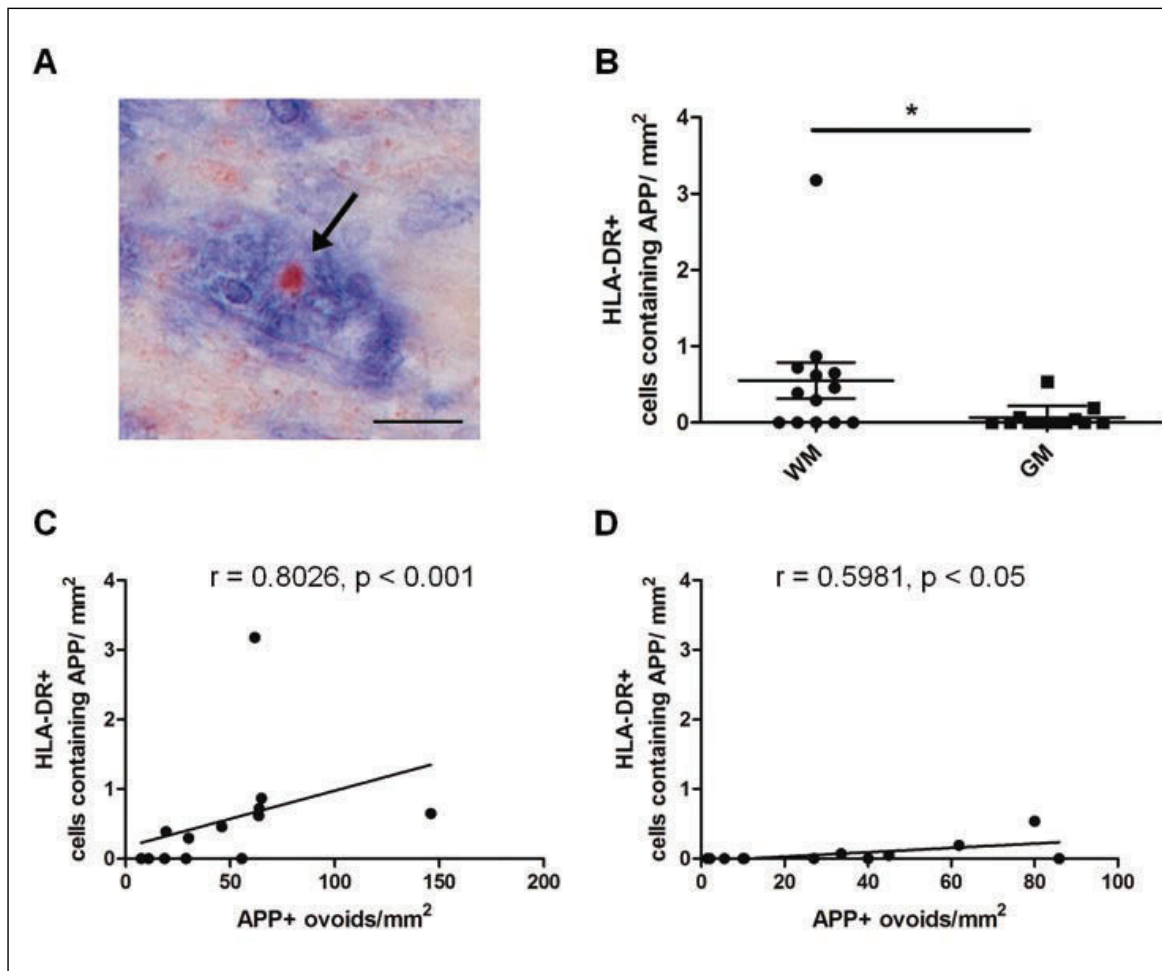 A
B
*
HLA-DR+
cells containing APP/ mm²
4
3
2
1
0
WM
GM
C
r = 0.8026, p < 0.001
HLA-DR+
cells containing APP/ mm²
4
3
2
1
0
0
50
100
150
200
APP+ ovoids/mm²
D
r = 0.5981, p < 0.05
HLA-DR+
cells containing APP/ mm²
4
3
2
1
0
0
20
40
60
80
100
APP+ ovoids/mm²